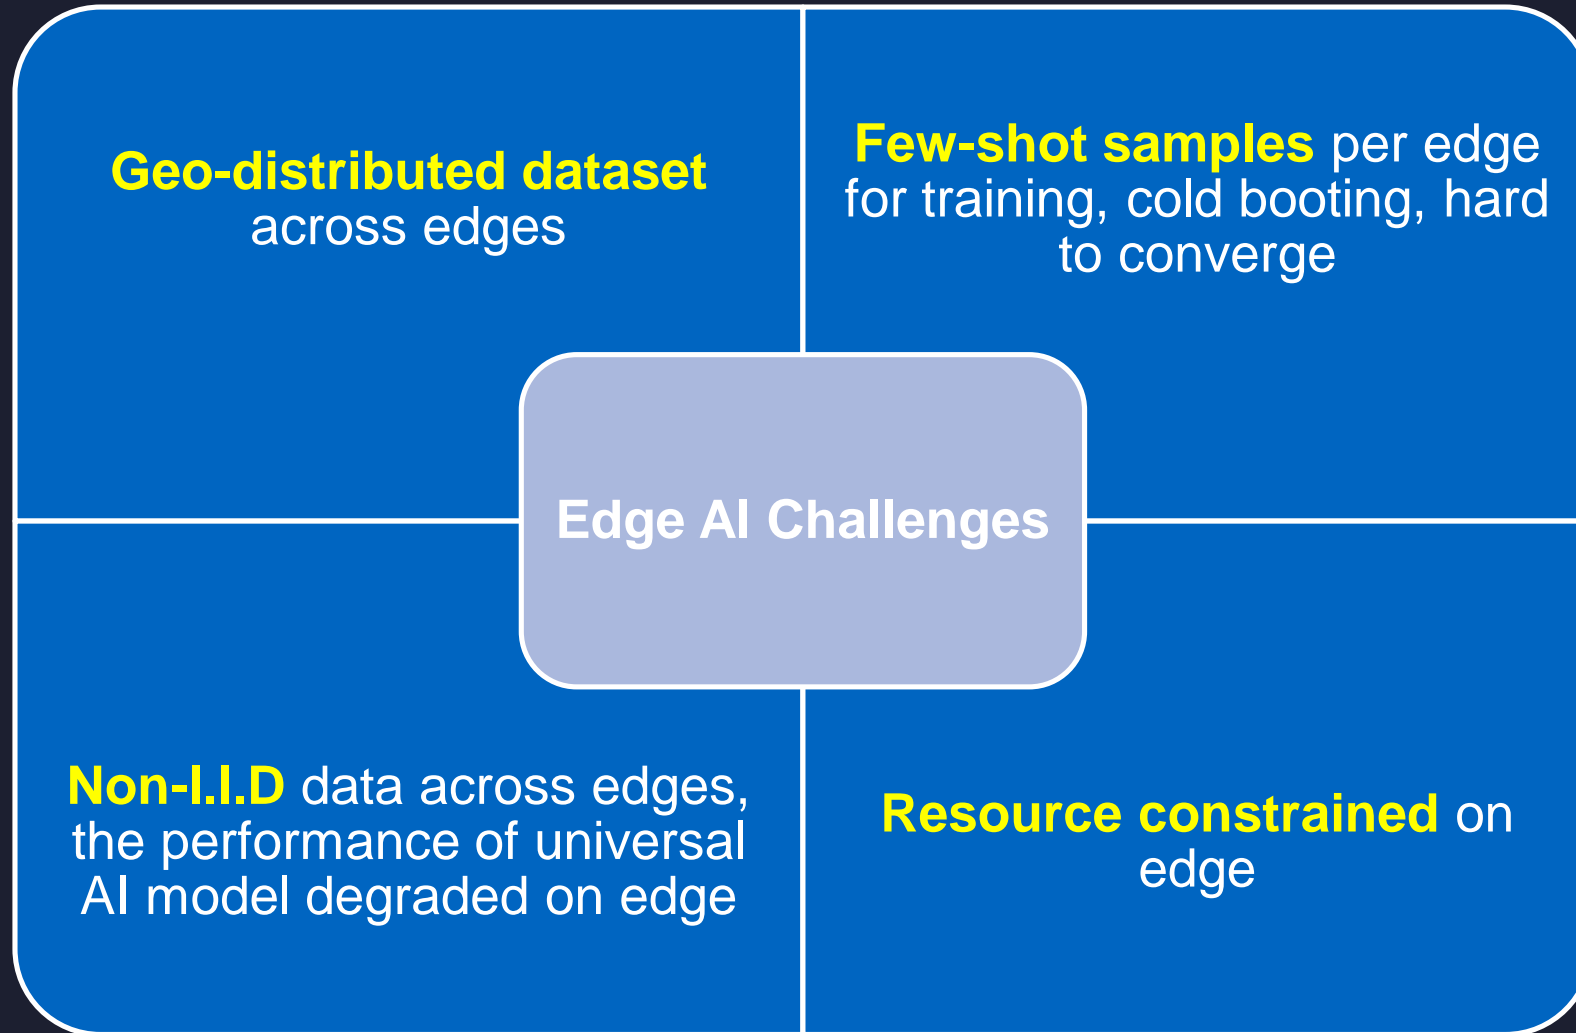 Geo-distributed dataset
across edges
Few-shot samples per edge
for training, cold booting, hard
to converge
Edge AI Challenges
Non-I.I.D data across edges,
the performance of universal
AI model degraded on edge
Resource constrained on
edge